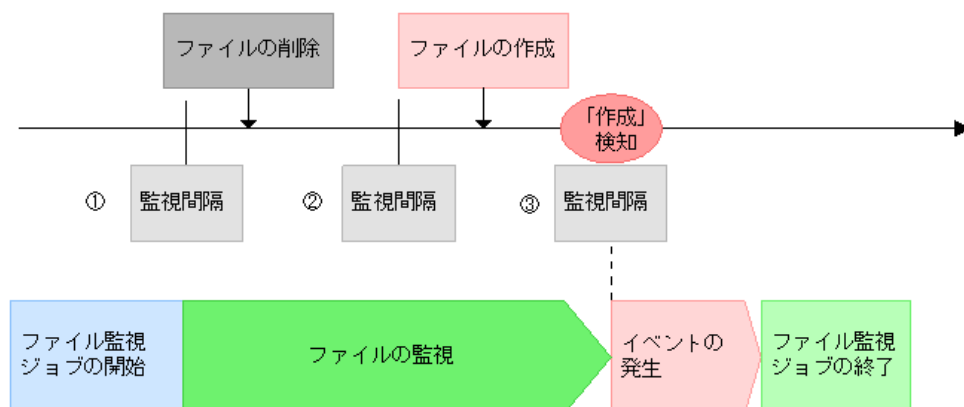 ファイルの削除
ファイルの作成
「作成」
検知
①
監視間隔
②
監視間隔
③
監視間隔
ファイル監視
ジョブの開始
ファイルの監視
イベントの
発生
ファイル監視
ジョブの終了